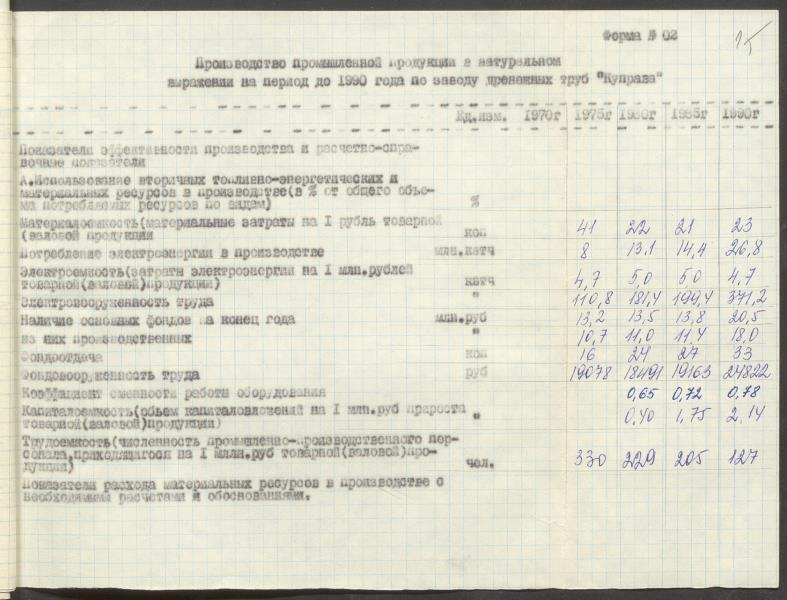 Форма № 02
15
Производство промышленной продукции в натуральном
выражении на период до 1990 года по заводу дренажных труб "Куправа"
Ед.изм. 1970г 1975г 1980г 1985г 1990г
Показатели эффективности производства и расчетно-спра-
вочные показатели
А.Использование вторичных топливно-энергетических и
материальных ресурсов в производстве(в % от общего объе-
ма потребляемых ресурсов по видам) %
Материалоемкость(материальные затраты на I рубль товарной
(валовой продукции коп 41 22 21 23
Потребление электроэнергии в производстве млн.квтч 8 13,1 14,4 26,8
Электроемкость(затраты электроэнергии на I млн.рублей
товарной(валовой)продукции) квтч 4,7 5,0 5,0 4,7
Электровооруженность труда " 110,8 181,4 199,4 371,2
Наличие основных фондов на конец года млн.руб 13,2 13,5 13,8 20,5
из них производственных " 10,7 11,0 11,4 18,0
Фондоотдача коп 16 24 27 33
Фондовооруженность труда руб 19078 18491 19163 24822
Коэффициент сменности работы оборудования 0,65 0,72 0,78
Капиталоемкость(объем капиталовложений на I млн.руб прироста
товарной(валовой)продукции) " 0,40 1,75 2,14
Трудоемкость(численность промышленно-производственного пер-
сонала,приходящегося на I млн.руб товарной(валовой)про-
дукции) чел. 330 229 205 127
Показатели расхода материальных ресурсов в производстве с
необходимыми расчетами и обоснованиями.